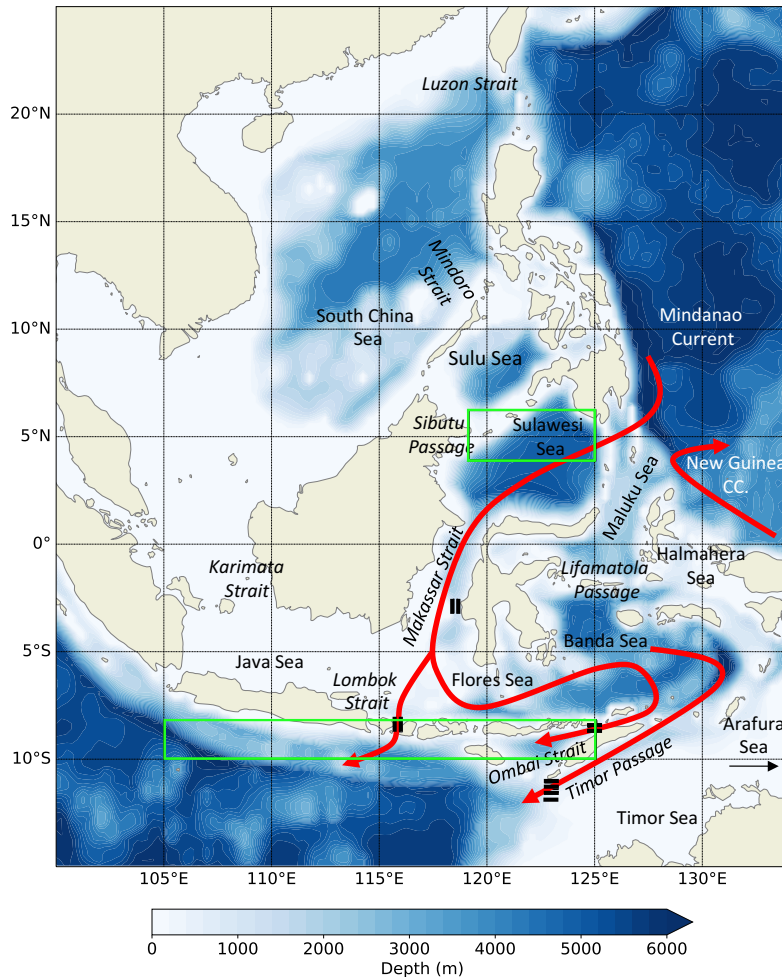 20°N
15°N
10°N
5°N
0°
5°S
10°S
Luzon Strait
Mindoro
Strait
South China
Sea
Sulu Sea
Mindanao
Current
Sibutu
Passage
Sulawesi
Sea
New Guinea
CC.
Maluku Sea
Halmahera
Sea
Karimata
Strait
Makassar Strait
Lifamatola
Passage
Banda Sea
Java Sea
Lombok
Strait
Flores Sea
Arafura
Sea
Ombai Strait
Timor Passage
Timor Sea
105°E 110°E 115°E 120°E 125°E 130°E
0 1000 2000 3000 4000 5000 6000
Depth (m)